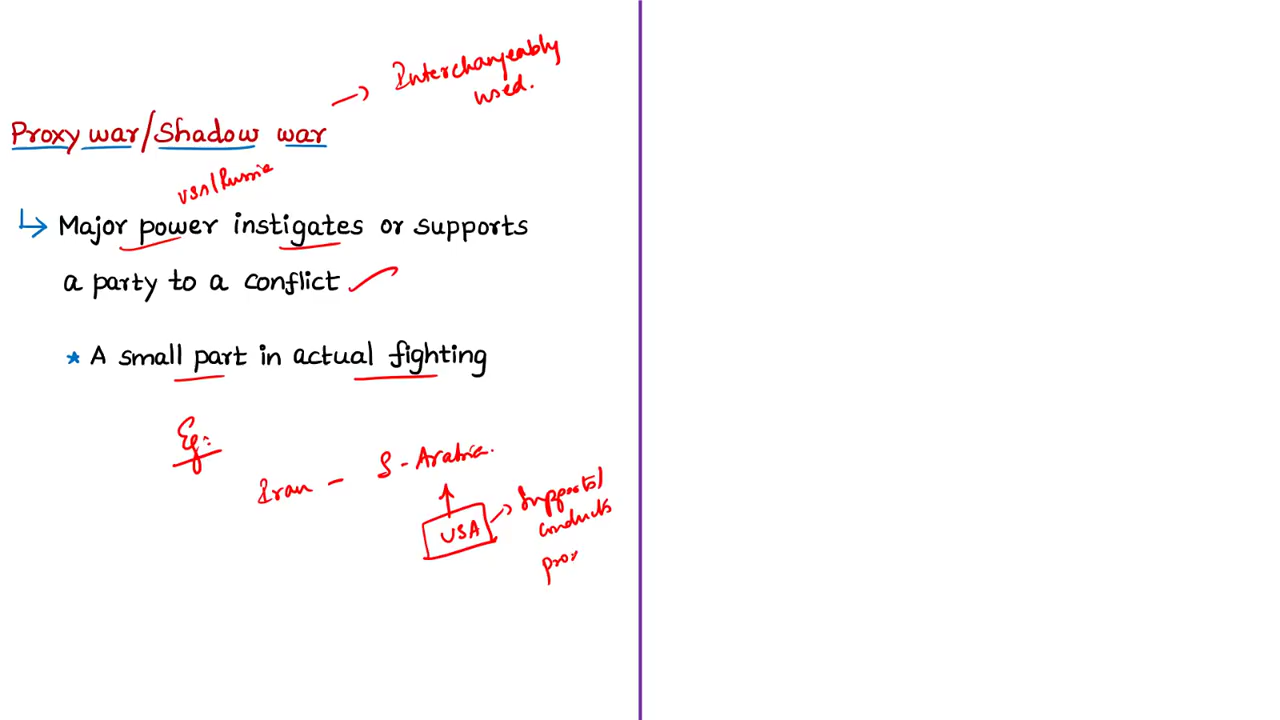 Interchangeably
used.
Proxy war/Shadow war
USA/Russia
Major power instigates or supports
a party to a conflict
* A small part in actual fighting
Eg:
Iran - S-Arabia.
USA
Supports/
conducts
prox